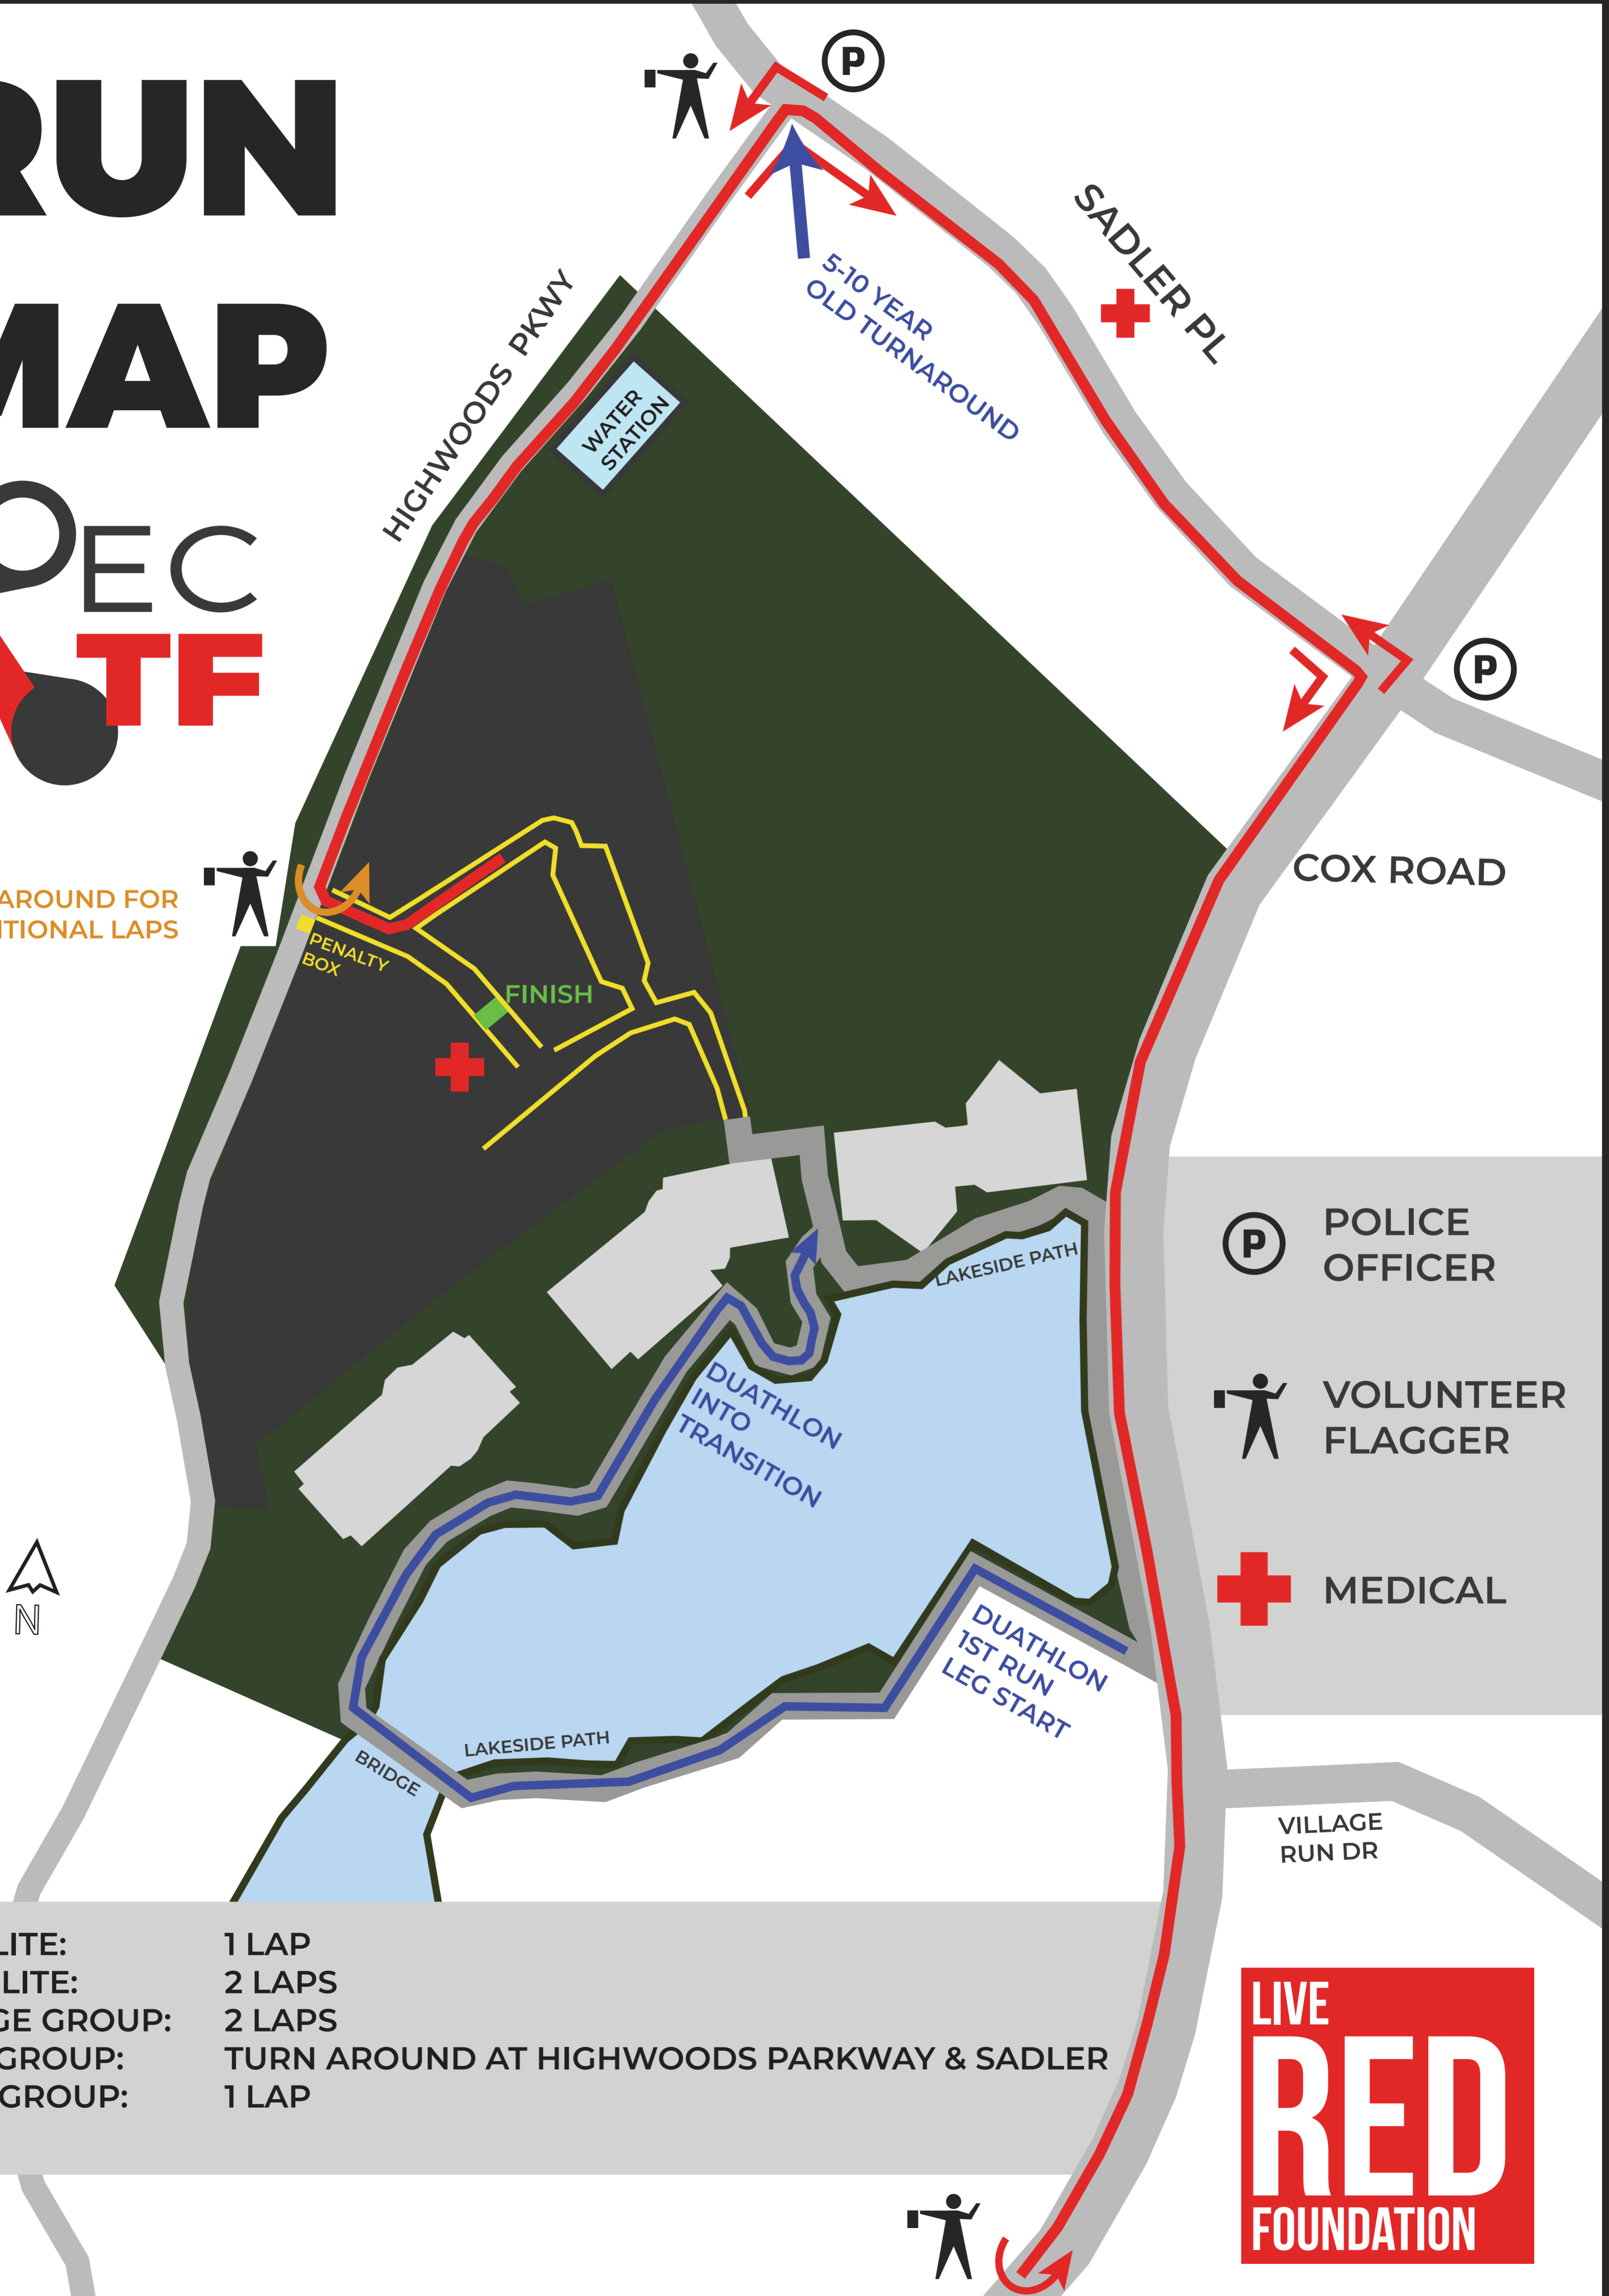 RUN
MAP
PEC
TF
P
SADLER PL
5-10 YEAR
OLD TURNAROUND
HIGHWOODS PKWY
WATER
STATION
P
COX ROAD
AROUND FOR
TIONAL LAPS
PENALTY
BOX
FINISH
LAKESIDE PATH
P
POLICE
OFFICER
VOLUNTEER
FLAGGER
MEDICAL
DUATHLON
INTO
TRANSITION
N
DUATHLON
1ST RUN
LEG START
LAKESIDE PATH
BRIDGE
VILLAGE
RUN DR
LITE: 1 LAP
LITE: 2 LAPS
GE GROUP: 2 LAPS
GROUP: TURN AROUND AT HIGHWOODS PARKWAY & SADLER
GROUP: 1 LAP
LIVE
RED
FOUNDATION